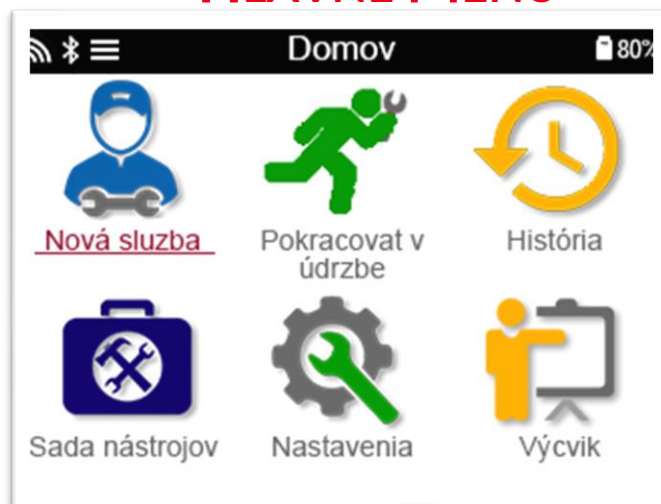 Domov
80%
Nová sluzba
Pokracovat v
údrzbe
História
Sada nástrojov
Nastavenia
Výcvik